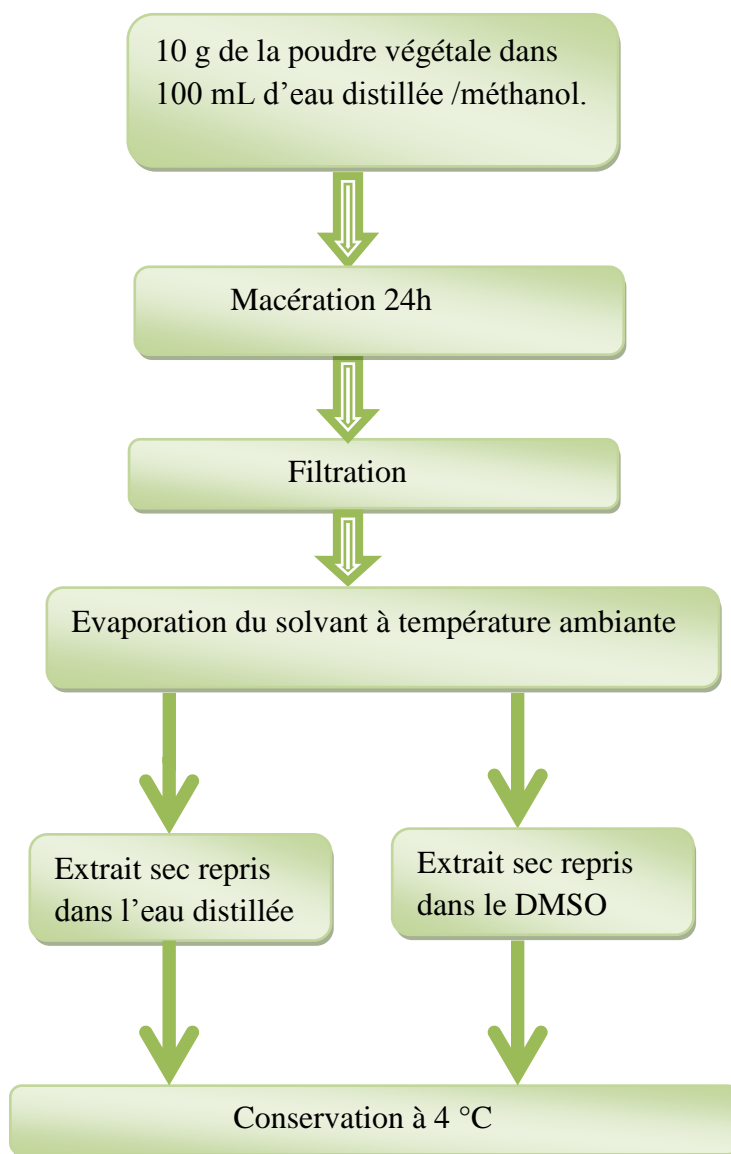 10 g de la poudre végétale dans
100 mL d’eau distillée /méthanol.
Macération 24h
Filtration
Evaporation du solvant à température ambiante
Extrait sec repris
dans l’eau distillée
Extrait sec repris
dans le DMSO
Conservation à 4 °C